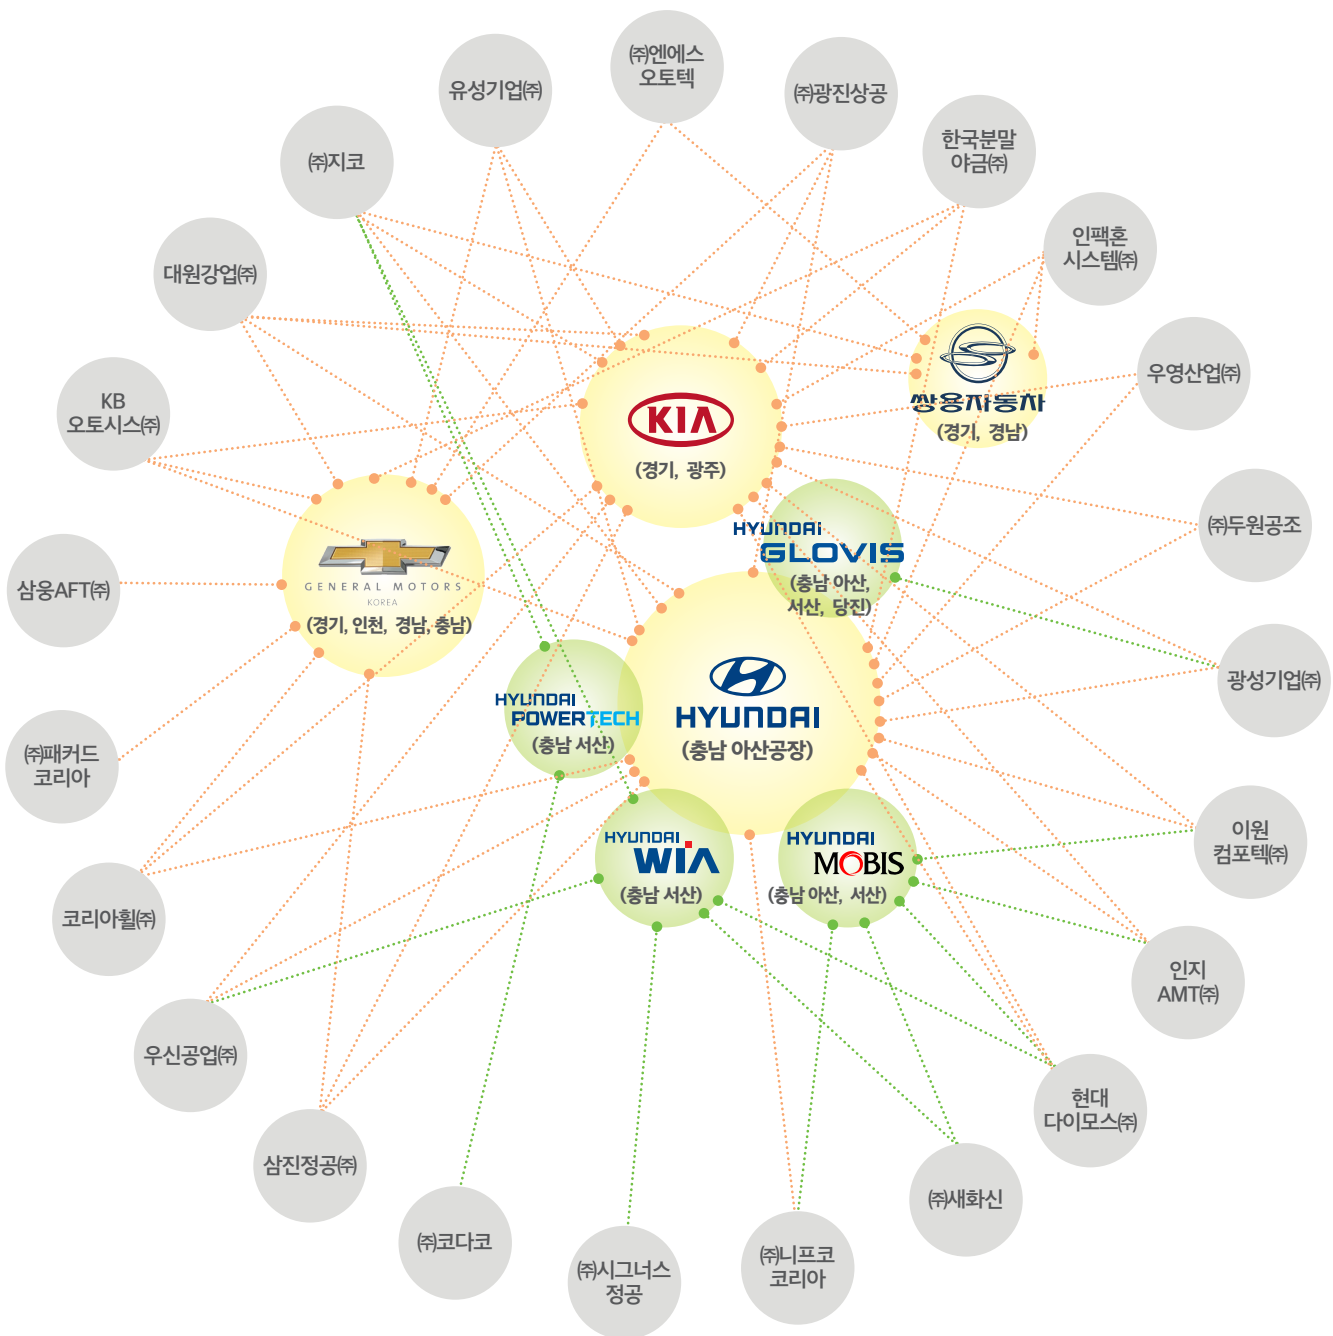 ㈜엔에스
오토텍
유성기업㈜
㈜광진상공
한국분말
야금㈜
㈜지코
인팩혼
시스템㈜
대원강업㈜
우영산업㈜
KB
오토시스㈜
쌍용자동차
(경기, 경남)
KIA
(경기, 광주)
㈜두원공조
HYUNDAI
GLOVIS
(충남 아산,
서산, 당진)
삼웅AFT㈜
GENERAL MOTORS
KOREA
(경기, 인천, 경남, 충남)
광성기업㈜
HYUNDAI
POWERTECH
(충남 서산)
HYUNDAI
(충남 아산공장)
㈜패커드
코리아
이원
컴포텍㈜
HYUNDAI
WIA
(충남 서산)
HYUNDAI
MOBIS
(충남 아산, 서산)
코리아휠㈜
인지
AMT㈜
우신공업㈜
현대
다이모스㈜
삼진정공㈜
㈜새화신
㈜코다코
㈜시그너스
정공
㈜니프코
코리아